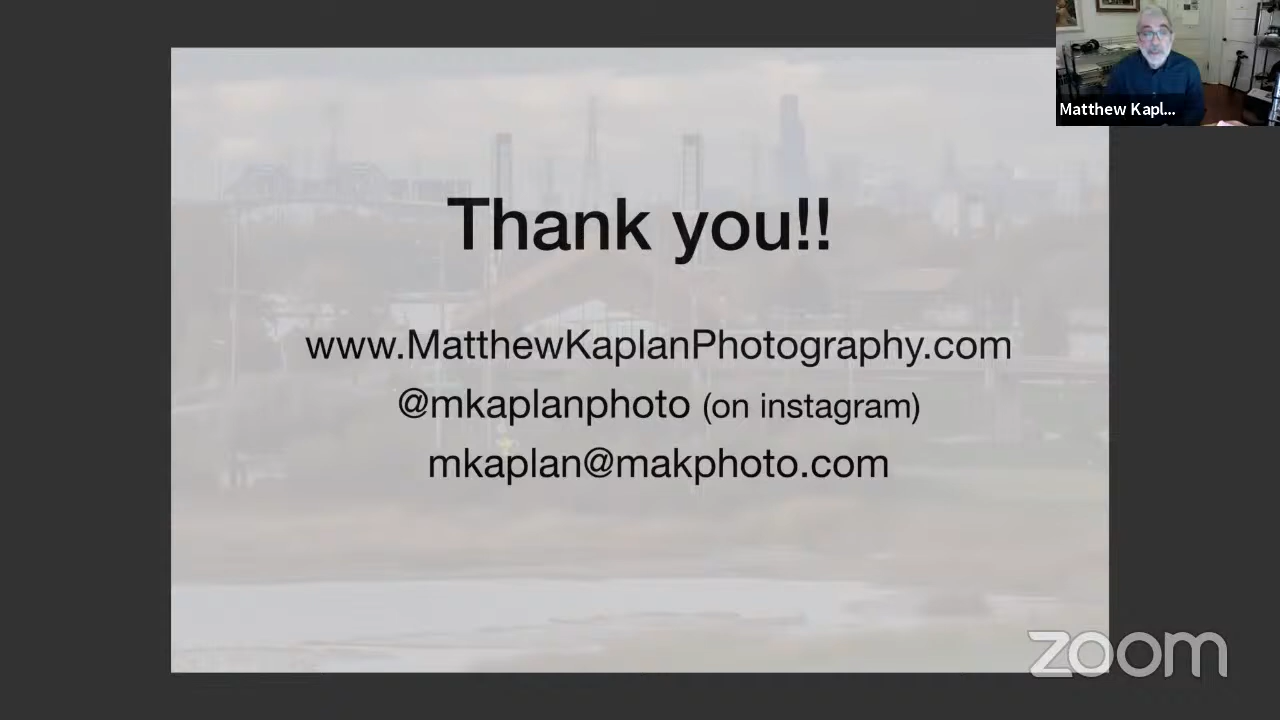 Matthew Kapl...
Thank you!!
www.MatthewKaplanPhotography.com
@mkaplanphoto (on instagram)
mkaplan@makphoto.com
zoom